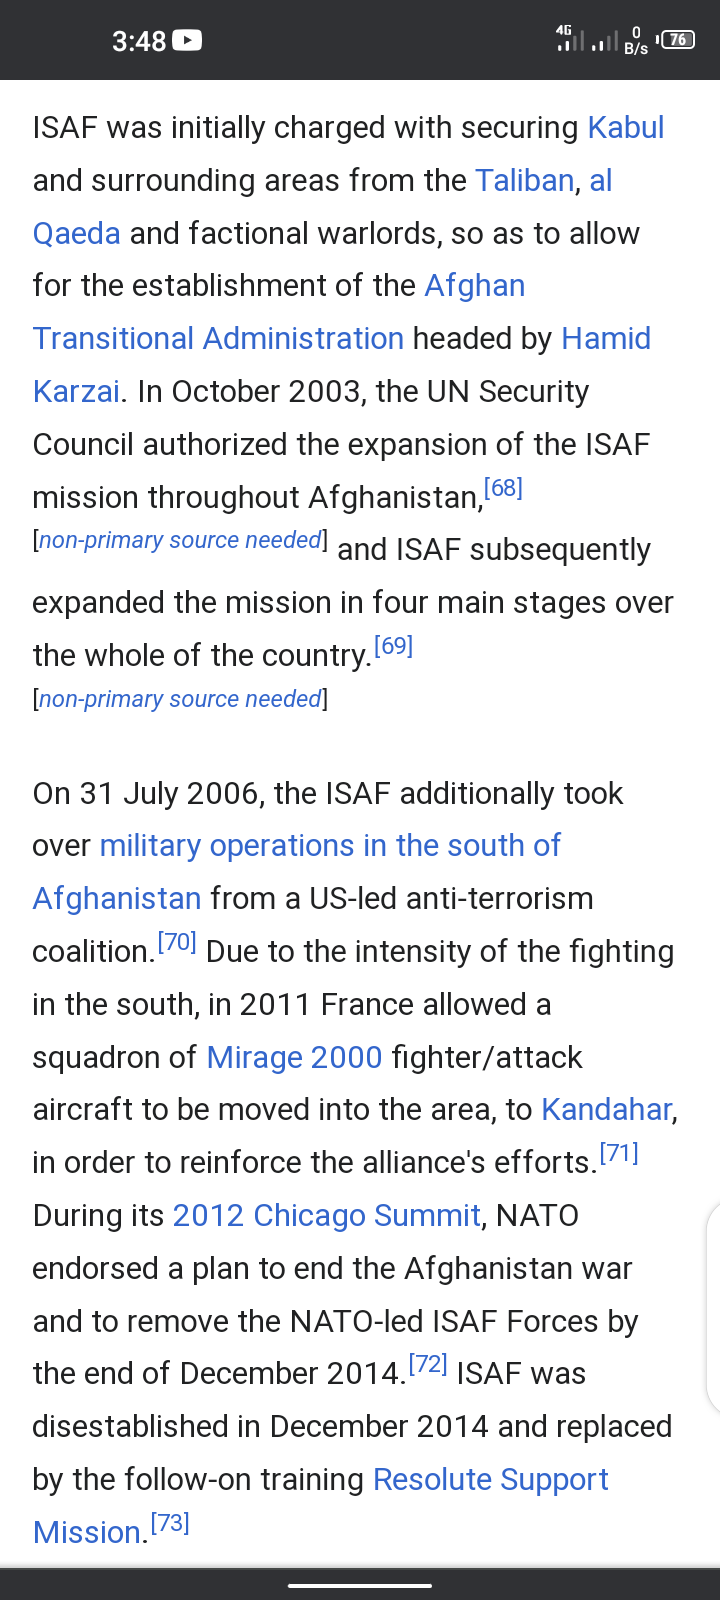 3:48
4G
0
B/s
76
ISAF was initially charged with securing Kabul
and surrounding areas from the Taliban, al
Qaeda and factional warlords, so as to allow
for the establishment of the Afghan
Transitional Administration headed by Hamid
Karzai. In October 2003, the UN Security
Council authorized the expansion of the ISAF
mission throughout Afghanistan,[68]
[non-primary source needed] and ISAF subsequently
expanded the mission in four main stages over
the whole of the country.[69]
[non-primary source needed]
On 31 July 2006, the ISAF additionally took
over military operations in the south of
Afghanistan from a US-led anti-terrorism
coalition.[70] Due to the intensity of the fighting
in the south, in 2011 France allowed a
squadron of Mirage 2000 fighter/attack
aircraft to be moved into the area, to Kandahar,
in order to reinforce the alliance's efforts.[71]
During its 2012 Chicago Summit, NATO
endorsed a plan to end the Afghanistan war
and to remove the NATO-led ISAF Forces by
the end of December 2014.[72] ISAF was
disestablished in December 2014 and replaced
by the follow-on training Resolute Support
Mission.[73]